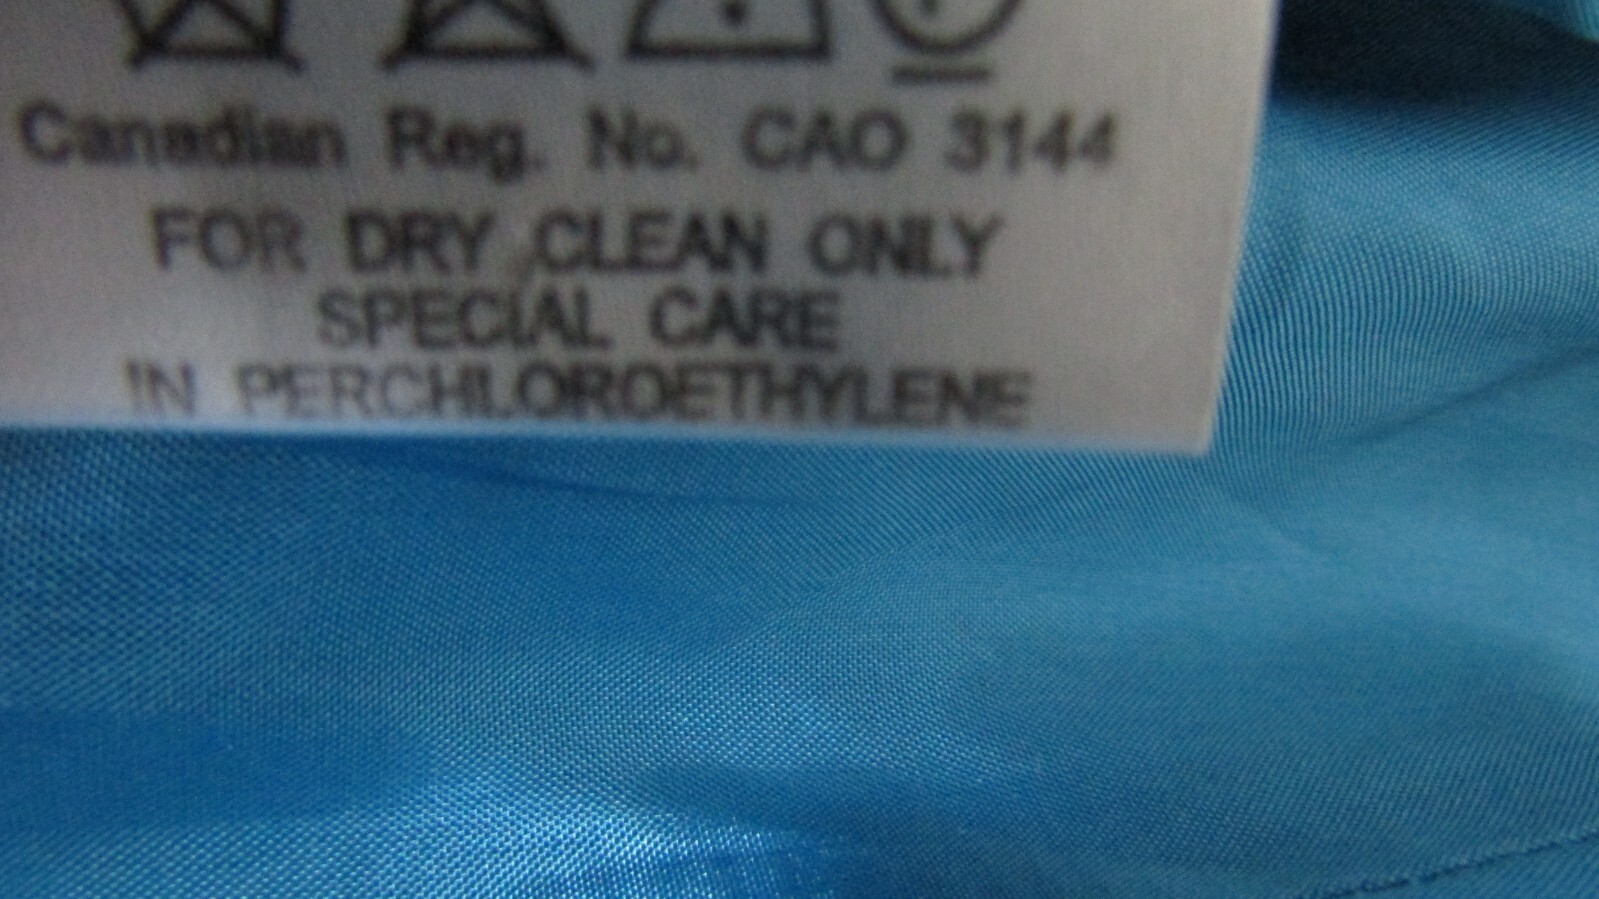 Canadian Reg. No. CAO 3144
FOR DRY CLEAN ONLY
SPECIAL CARE
IN PERCHLOROETHYLENE